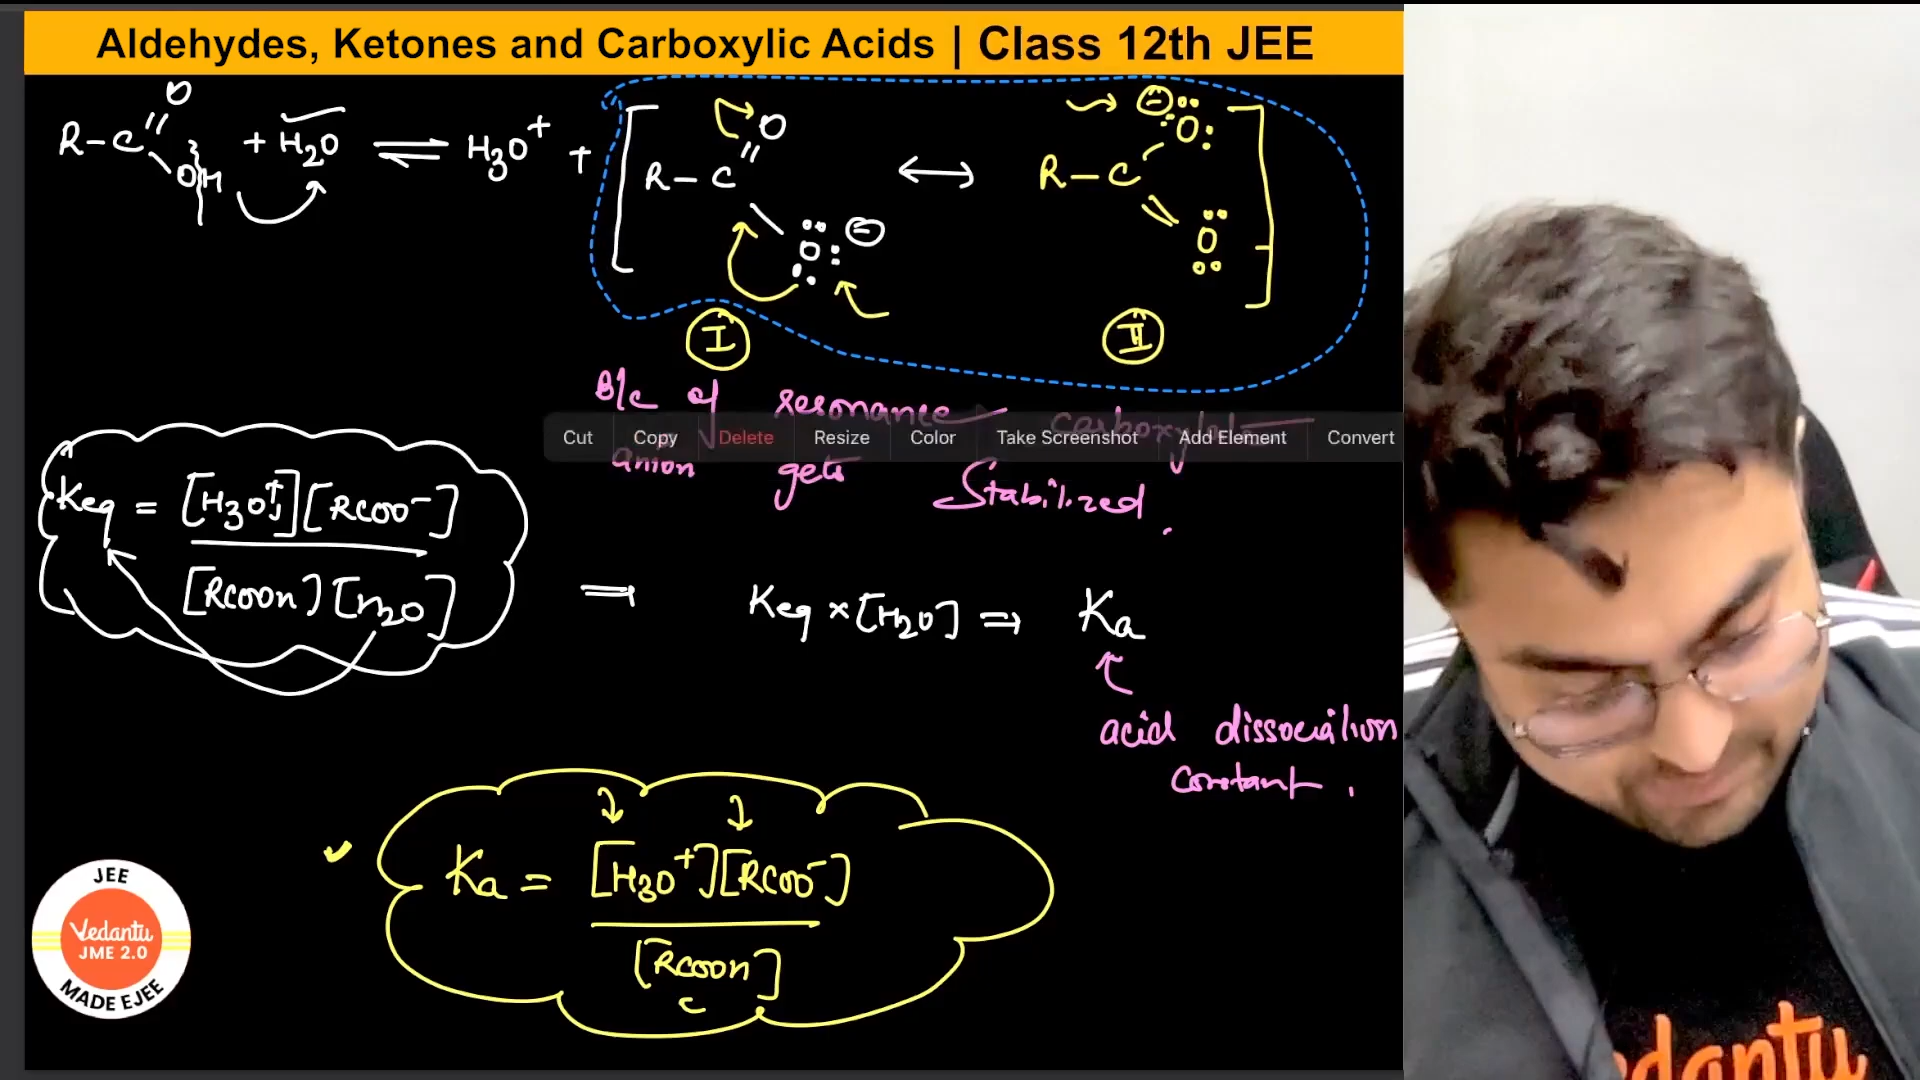 Aldehydes, Ketones and Carboxylic Acids | Class 12th JEE
R-C=O-OH + H2O ⇌ H3O+ + [R-C=O-O⊖ ↔ R-C-O⊖=O]
I II
B/c of resonance carboxylate
Cut Copy Delete Resize Color Take Screenshot Add Element Convert
anion gets Stabilized.
Keq = [H3O+][RCOO-]
[RCOOH][H2O]
⇒ Keq × [H2O] ⇒ Ka
acid dissociation
constant.
Ka = [H3O+][RCOO-]
[RCOOH]
JEE
Vedantu
JME 2.0
MADE EJEE
edantu